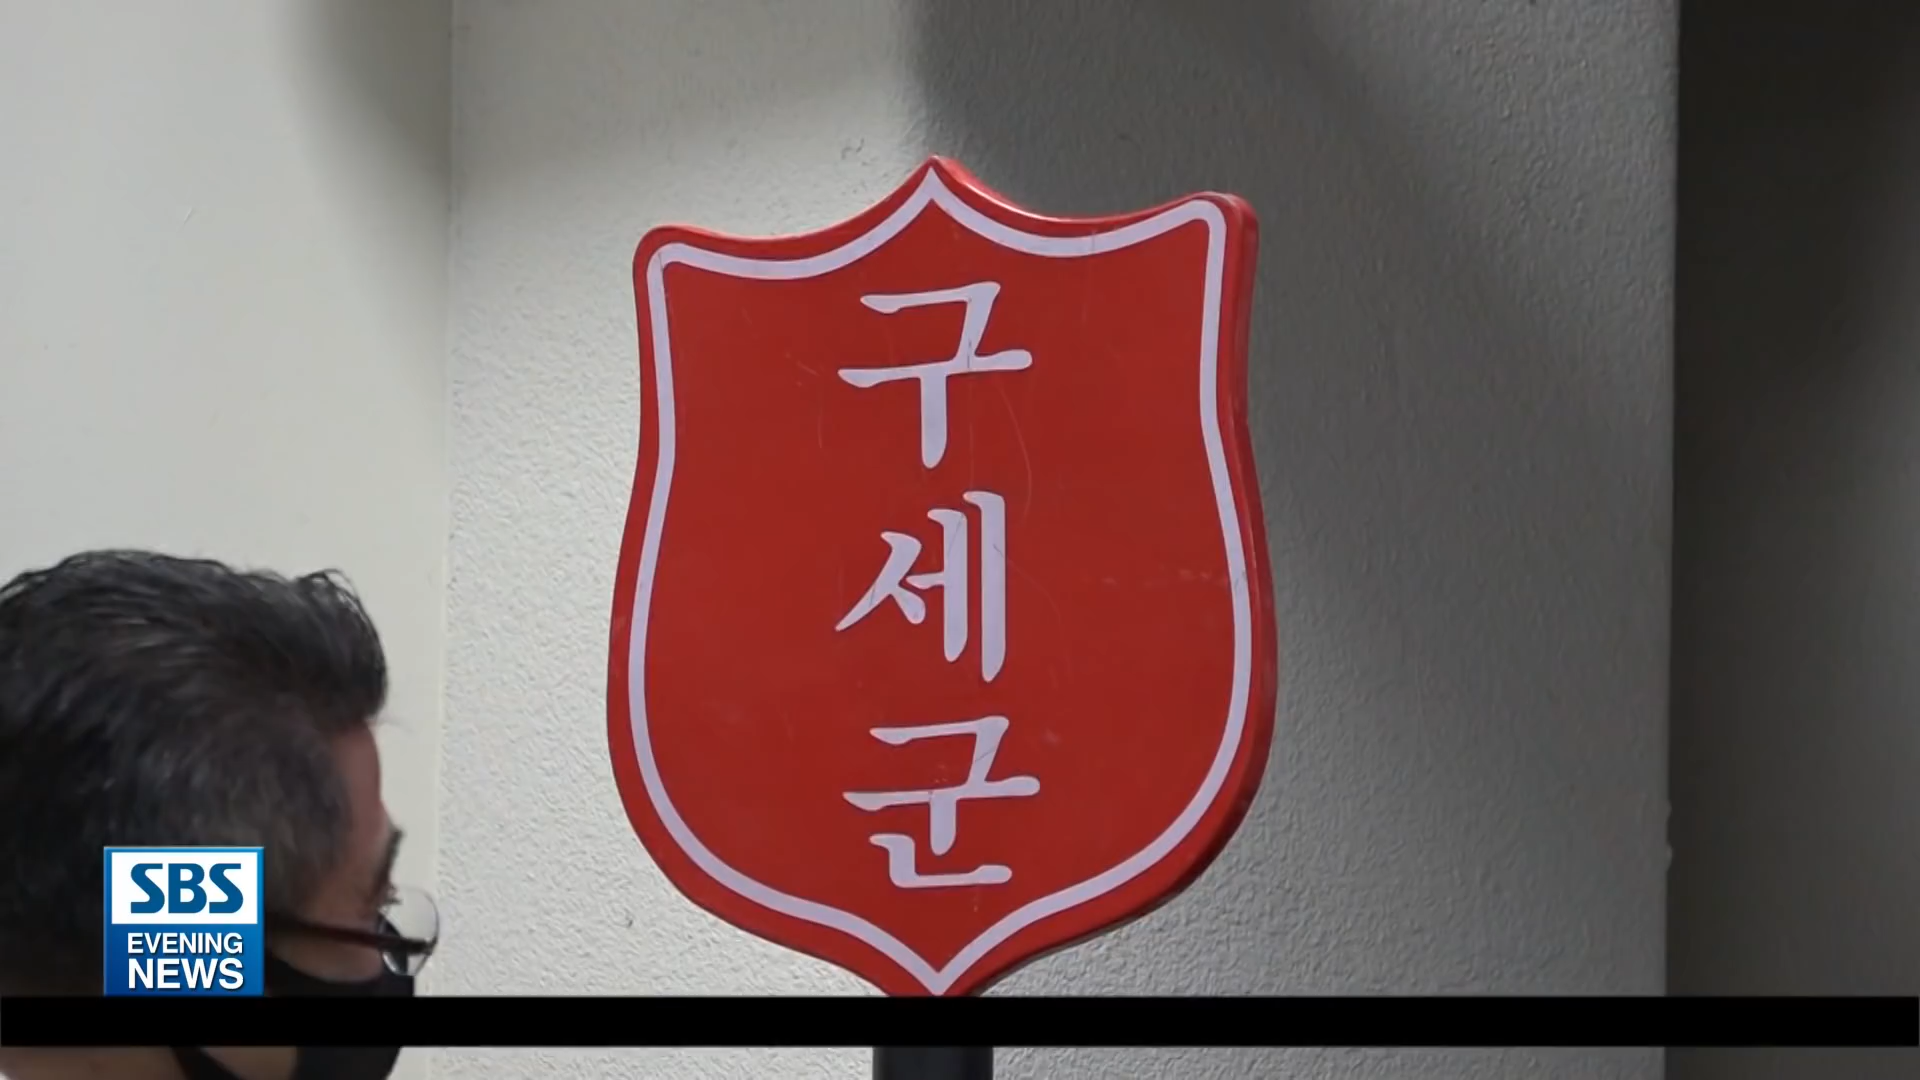 구
세
군
SBS
EVENING
NEWS